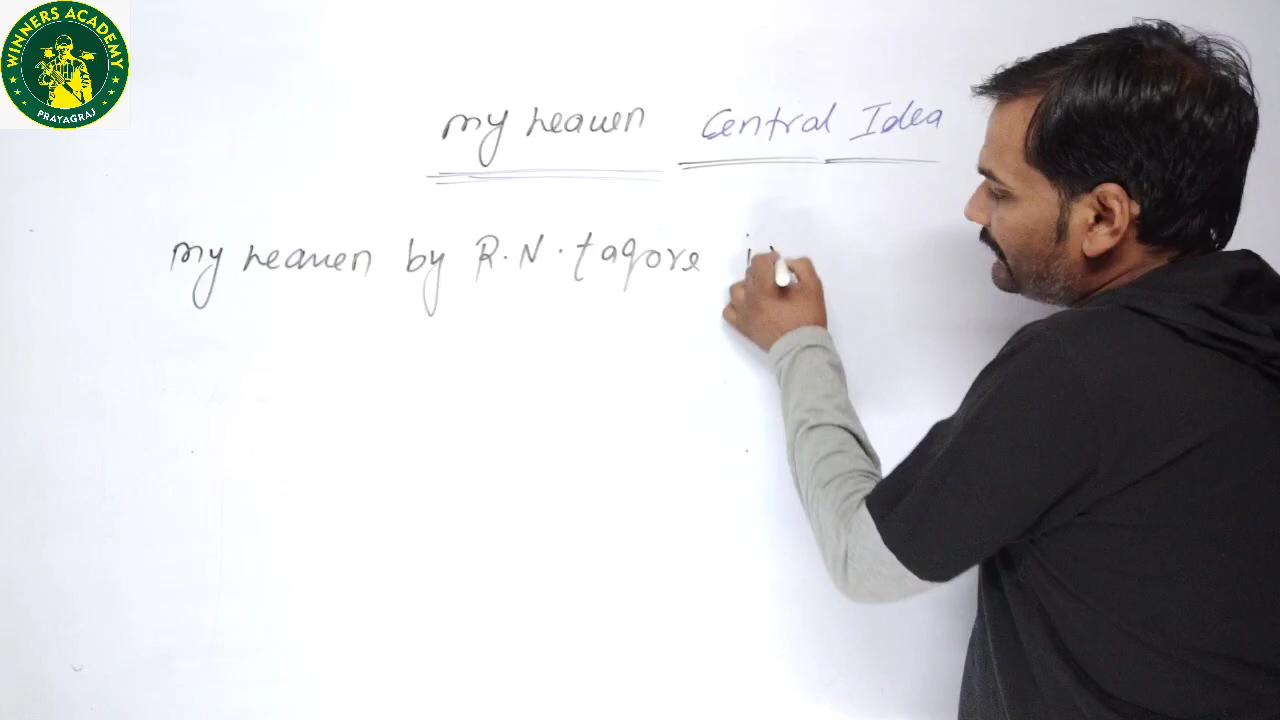 WINNERS ACADEMY
PRAYAGRAJ
my heaven Central Idea
my heaven by R. N. tagore i